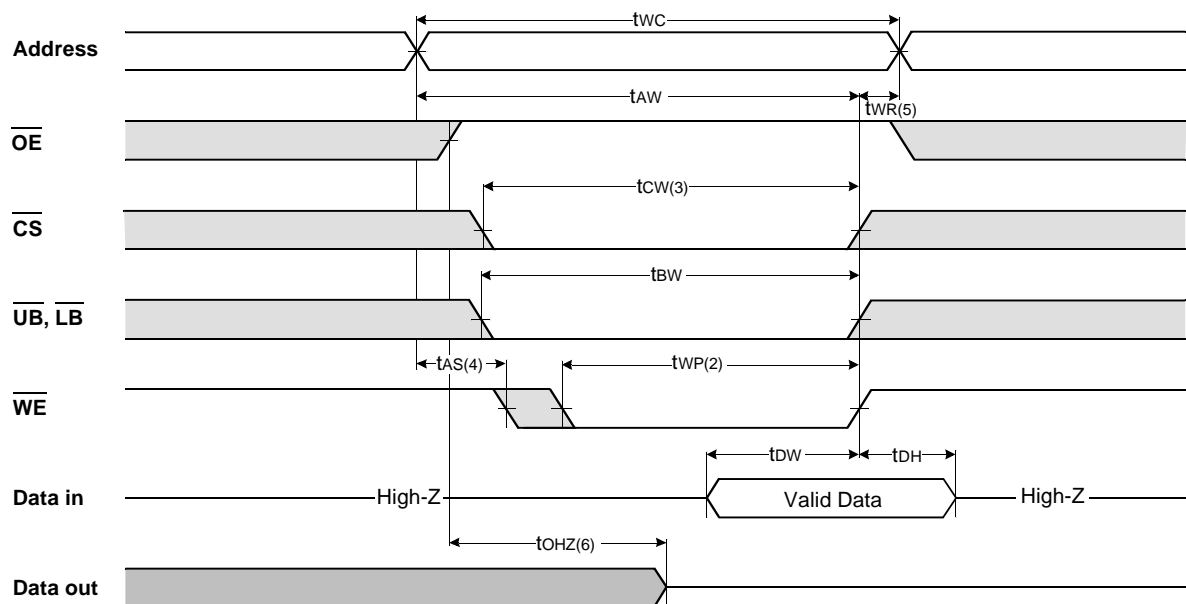 tWC
Address
tAW
tWR(5)
OE
tCW(3)
CS
tBW
UB, LB
tAS(4)
tWP(2)
WE
tDW
tDH
Data in
High-Z
Valid Data
High-Z
tOHZ(6)
Data out